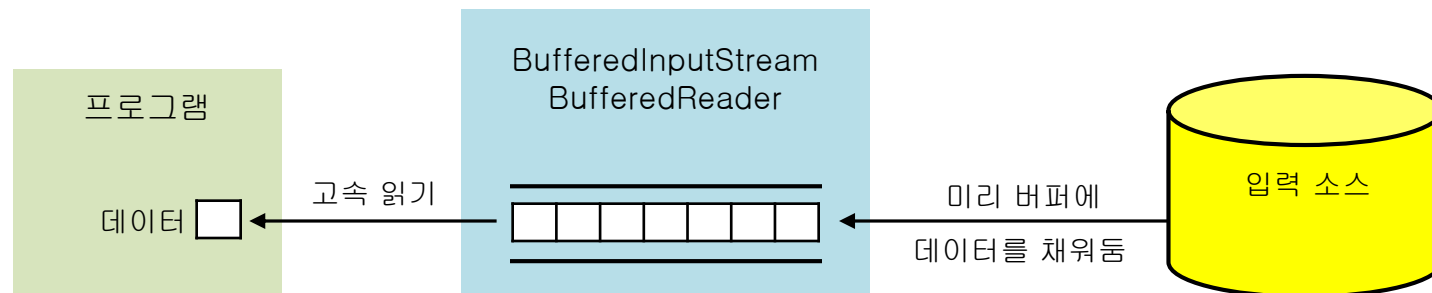 프로그램
데이터
고속 읽기
BufferedInputStream
BufferedReader
미리 버퍼에
데이터를 채워둠
입력 소스